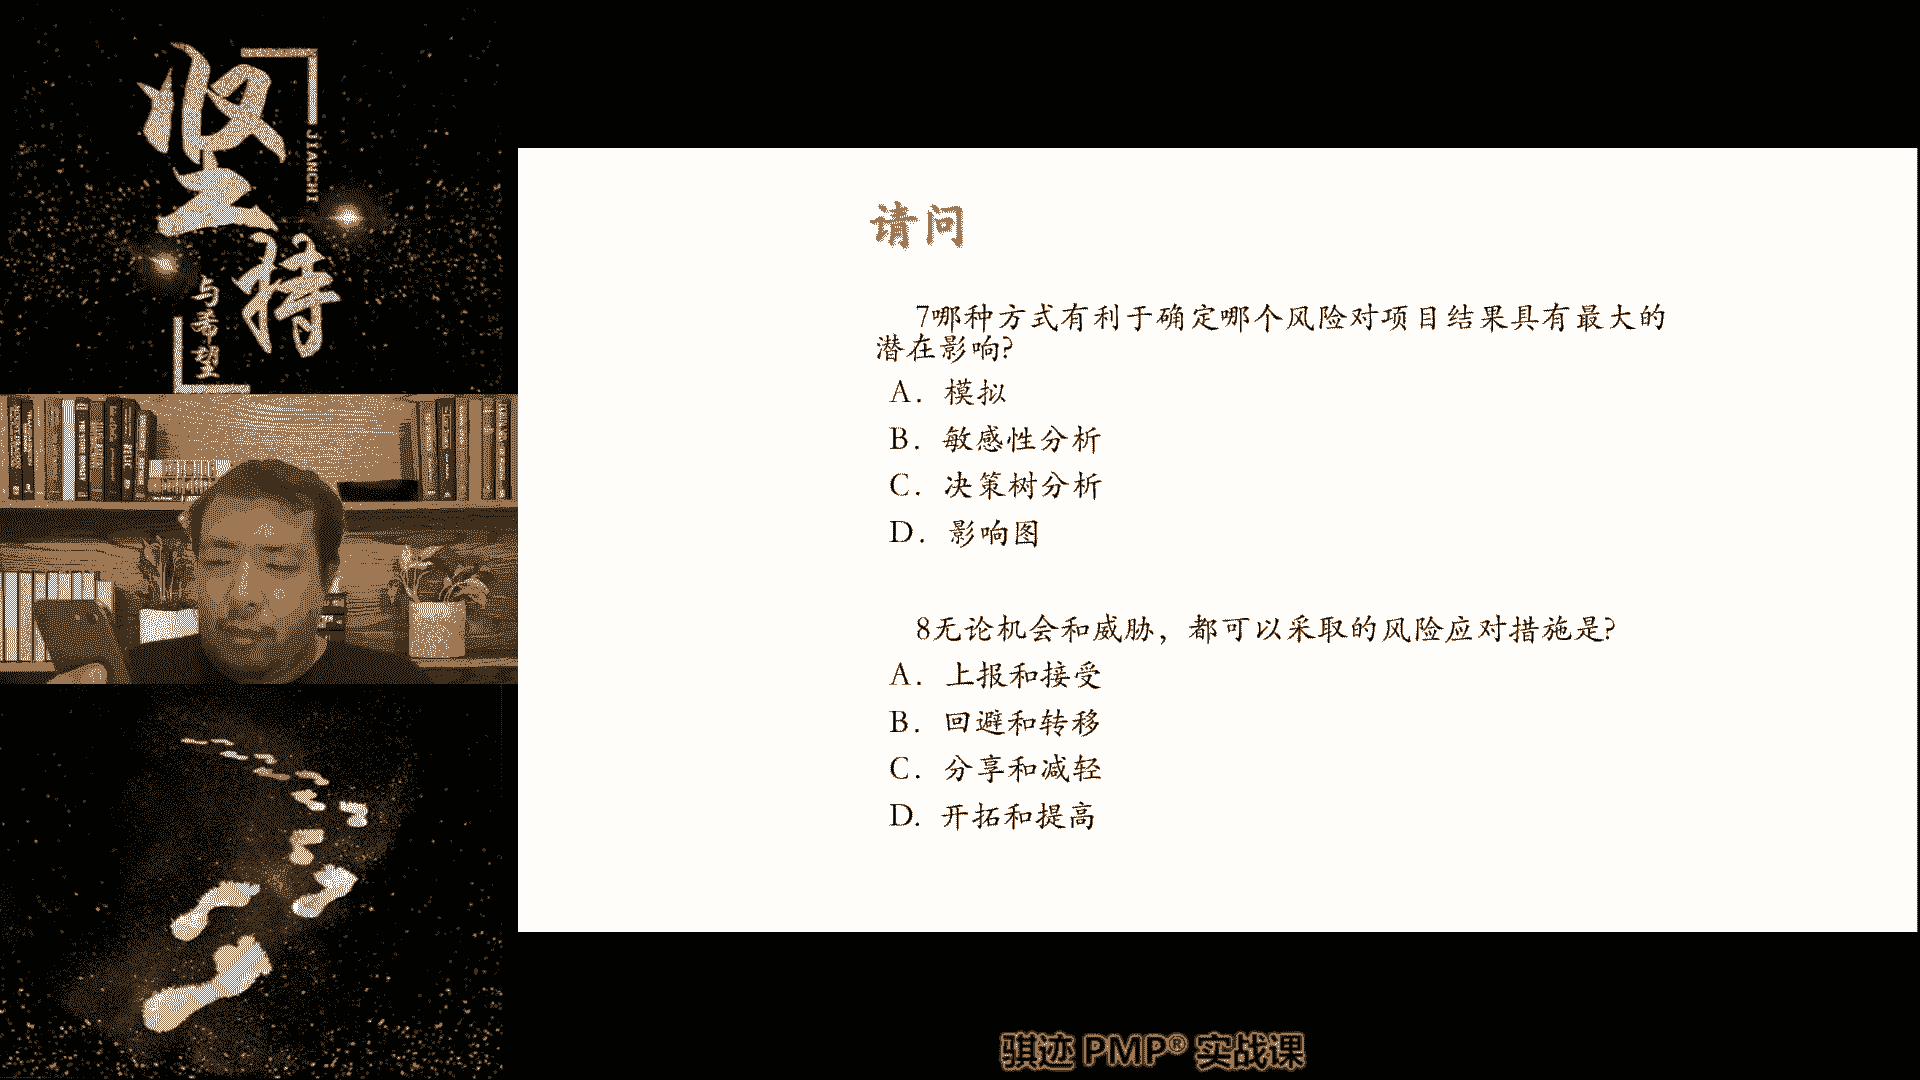 坚持
JIANCHI
与希望
请问
7哪种方式有利于确定哪个风险对项目结果具有最大的
潜在影响?
A. 模拟
B. 敏感性分析
C. 决策树分析
D. 影响图
8无论机会和威胁，都可以采取的风险应对措施是?
A. 上报和接受
B. 回避和转移
C. 分享和减轻
D. 开拓和提高
骐迹 PMP® 实战课